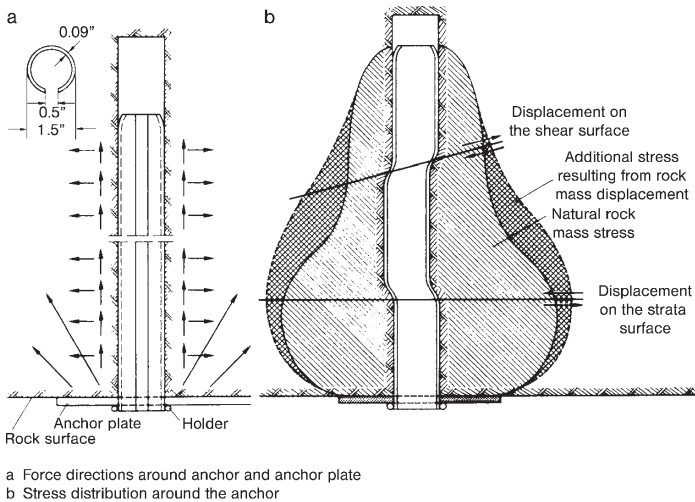 a
0.09”
0.5”
1.5”
Anchor plate
Holder
Rock surface
b
Displacement on
the shear surface
Additional stress
resulting from rock
mass displacement
Natural rock
mass stress
Displacement
on the strata
surface
a Force directions around anchor and anchor plate
b Stress distribution around the anchor